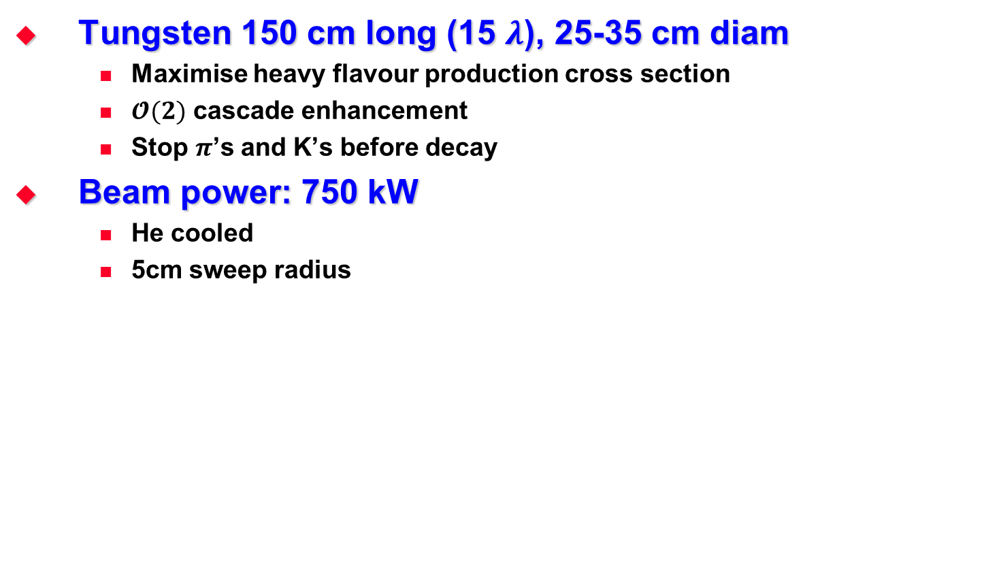 Tungsten 150 cm long (15 𝝀), 25-35 cm diam
Maximise heavy flavour production cross section
𝓞(𝟐) cascade enhancement
Stop 𝝅’s and K’s before decay
Beam power: 750 kW
He cooled
5cm sweep radius